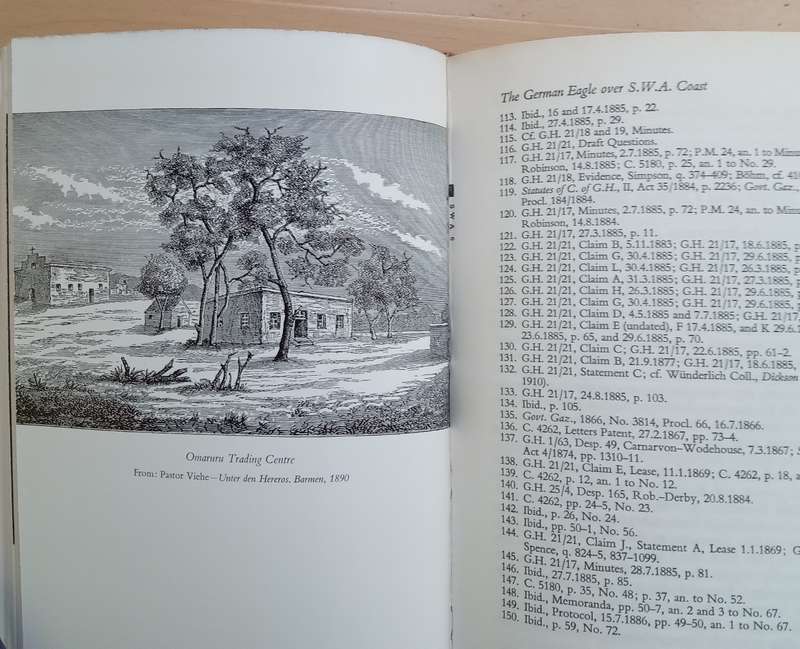 Omaruru Trading Centre
From: Pastor Viehe – Unter den Hereros, Barmen, 1890
S W A
The German Eagle over S.W.A. Coast
113. Ibid., 16 and 17.4.1885, p. 22.
114. Ibid., 27.4.1885, p. 29.
115. Cf. G.H. 21/18 and 19, Minutes.
116. G.H. 21/21, Draft Questions.
117. G.H. 21/17, Minutes, 2.7.1885, p. 72; P.M. 24, an. 1 to
Robinson, 14.8.1885; C. 5180, p. 25, an. 1 to No. 29.
118. G.H. 21/18, Evidence, Simpson, q. 374–409; Böhm, cf.
119. Statutes of C. of G.H., II, Act 35/1884, p. 2236; Govt. Gaz.,
Procl. 184/1884.
120. G.H. 21/17, Minutes, 2.7.1885, p. 72; P.M. 24, an. to
Robinson, 14.8.1884.
121. G.H. 21/17, 27.3.1885, p. 11.
122. G.H. 21/21, Claim B, 5.11.1883; G.H. 21/17, 18.6.1885,
123. G.H. 21/21, Claim G, 30.4.1885; G.H. 21/17, 29.6.1885,
124. G.H. 21/21, Claim L, 30.4.1885; G.H. 21/17, 26.3.1885,
125. G.H. 21/21, Claim A, 31.3.1885; G.H. 21/17, 27.3.1885,
126. G.H. 21/21, Claim H, 26.3.1885; G.H. 21/17, 29.6.1885,
127. G.H. 21/21, Claim G, 30.4.1885; G.H. 21/17, 29.6.1885,
128. G.H. 21/21, Claim D, 4.5.1885 and 7.7.1885; G.H.
129. G.H. 21/21, Claim E (undated), F 17.4.1885, and K 29.6.
23.6.1885, p. 65, and 29.6.1885, p. 70.
130. G.H. 21/21, Claim C; G.H. 21/17, 22.6.1885, pp. 61–2.
131. G.H. 21/21, Claim B, 21.9.1877; G.H. 21/17, 18.6.1885,
132. G.H. 21/21, Statement C; cf. Wünderlich Coll., Dickson
1910).
133. G.H. 21/17, 24.8.1885, p. 103.
134. Ibid., p. 105.
135. Govt. Gaz., 1866, No. 3814, Procl. 66, 16.7.1866.
136. C. 4262, Letters Patent, 27.2.1867, pp. 73–4.
137. G.H. 1/63, Desp. 49, Carnarvon–Wodehouse, 7.3.1867;
Act 4/1874, pp. 1310–11.
138. G.H. 21/21, Claim E, Lease, 11.1.1869; C. 4262, p. 18,
139. C. 4262, p. 12, an. 1 to No. 12.
140. G.H. 25/4, Desp. 165, Rob.–Derby, 20.8.1884.
141. C. 4262, pp. 24–5, No. 23.
142. Ibid., p. 26, No. 24.
143. Ibid., pp. 50–1, No. 56.
144. G.H. 21/21, Claim J., Statement A, Lease 1.1.1869;
Spence, q. 824–5, 837–1099.
145. G.H. 21/17, Minutes, 28.7.1885, p. 81.
146. Ibid., 27.7.1885, p. 85.
147. C. 5180, p. 35, No. 48; p. 37, an. to No. 52.
148. Ibid., Memoranda, pp. 50–7, an. 2 and 3 to No. 67.
149. Ibid., Protocol, 15.7.1886, pp. 49–50, an. 1 to No. 67.
150. Ibid., p. 59, No. 72.